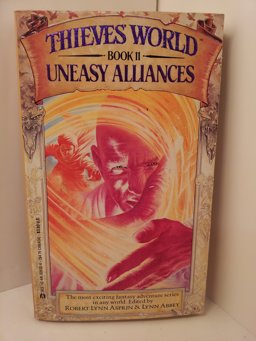 THIEVES WORLD™
BOOK 11
UNEASY ALLIANCES
The most exciting fantasy adventure series
in any world. Edited by
ROBERT LYNN ASPRIN & LYNN ABBEY